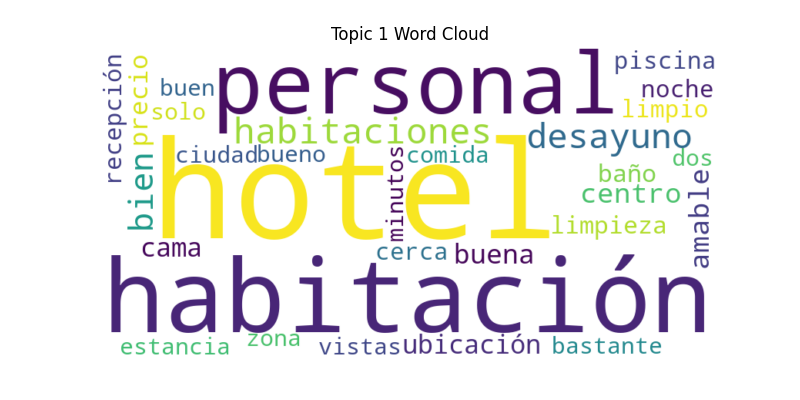 Topic 1 Word Cloud
recepción
precio
buen
solo
personal
piscina
noche
limpio
habitaciones
desayuno
ciudad
bueno
minutos
comida
dos
bien
hotel
baño
centro
amable
limpieza
cama
cerca
buena
habitación
estancia
zona
vistas
ubicación
bastante